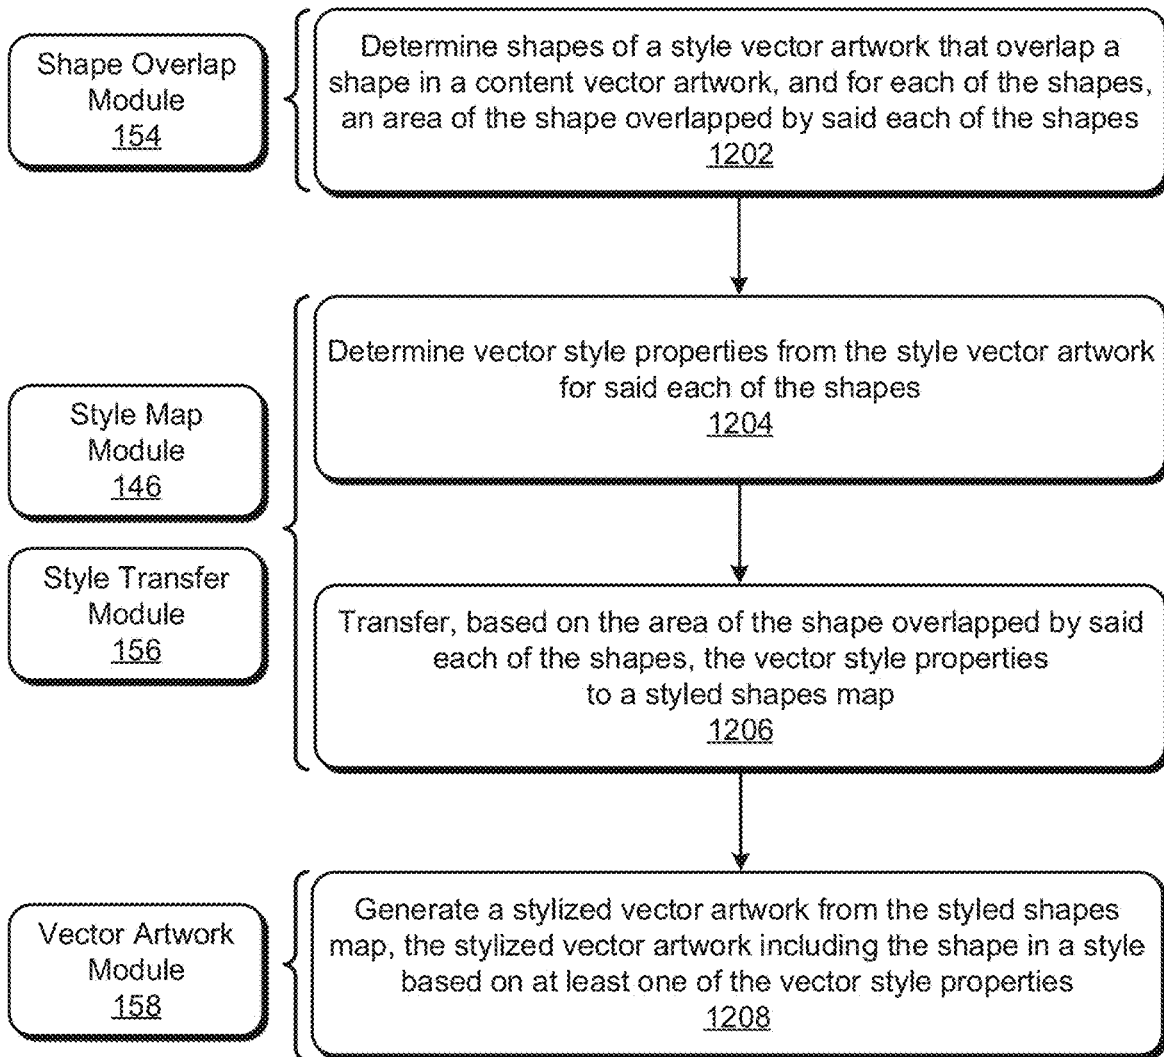 Shape Overlap
Module
154
Determine shapes of a style vector artwork that overlap a
shape in a content vector artwork, and for each of the shapes,
an area of the shape overlapped by said each of the shapes
1202
Style Map
Module
146
Style Transfer
Module
156
Determine vector style properties from the style vector artwork
for said each of the shapes
1204
Transfer, based on the area of the shape overlapped by said
each of the shapes, the vector style properties
to a styled shapes map
1206
Vector Artwork
Module
158
Generate a stylized vector artwork from the styled shapes
map, the stylized vector artwork including the shape in a style
based on at least one of the vector style properties
1208